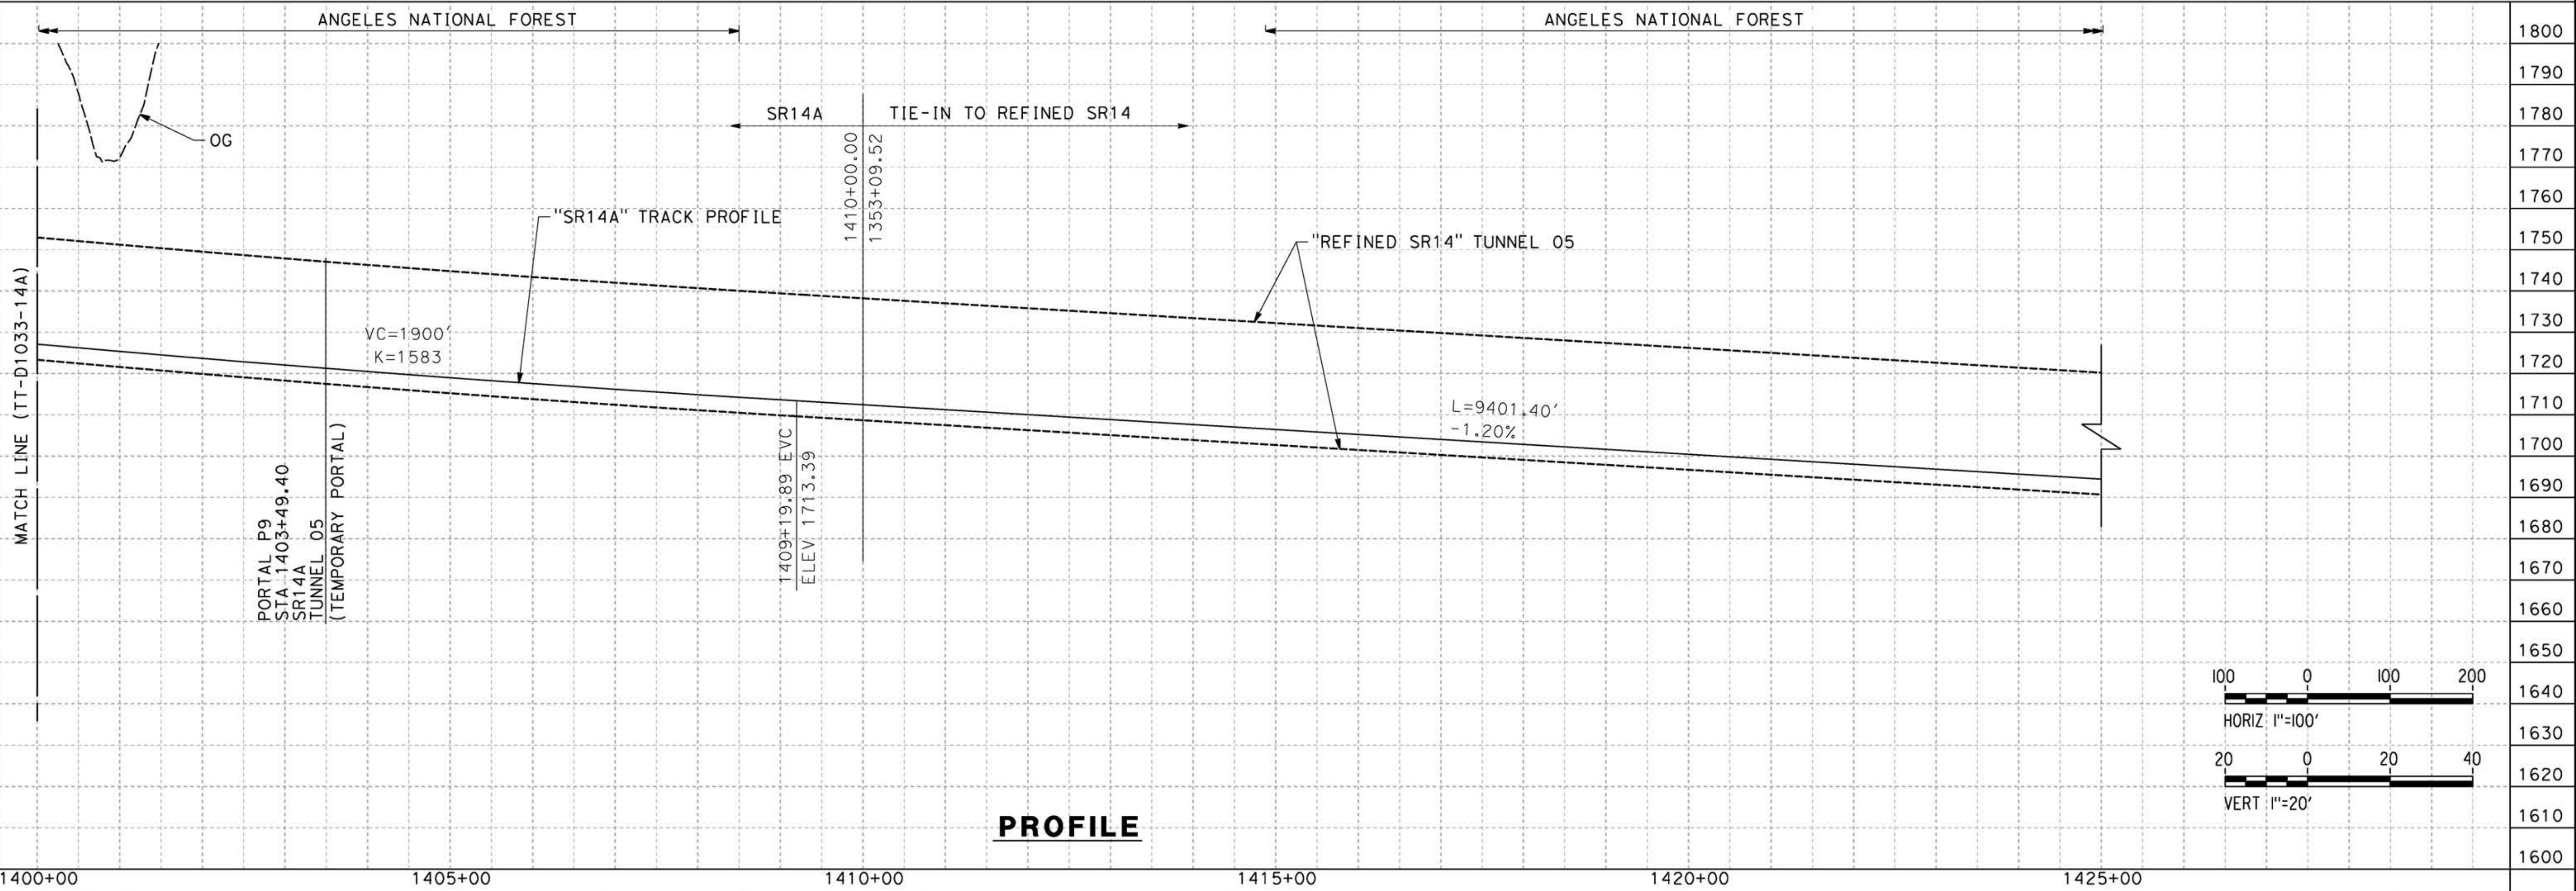 ANGELES NATIONAL FOREST
ANGELES NATIONAL FOREST
OG
SR14A
TIE-IN TO REFINED SR14
1410+00.00
1353+09.52
"SR14A" TRACK PROFILE
"REFINED SR14" TUNNEL 05
MATCH LINE (TT-D1033-14A)
VC=1900'
K=1583
L=9401.40'
-1.20%
PORTAL P9
STA 1403+49.40
SR14A
TUNNEL 05
(TEMPORARY PORTAL)
1409+19.89 EVC
ELEV 1713.39
1800
1790
1780
1770
1760
1750
1740
1730
1720
1710
1700
1690
1680
1670
1660
1650
1640
1630
1620
1610
1600
100 0 100 200
HORIZ 1"=100'
20 0 20 40
VERT 1"=20'
PROFILE
1400+00 1405+00 1410+00 1415+00 1420+00 1425+00